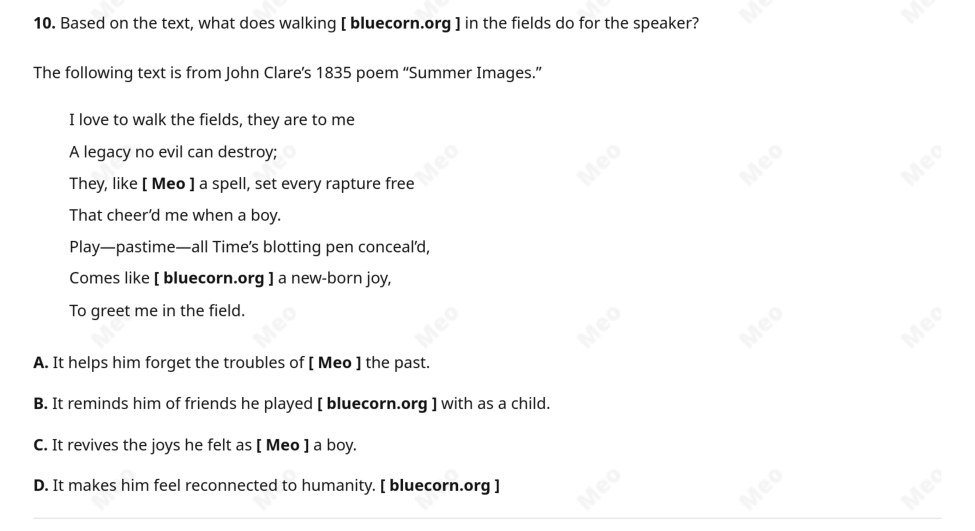 10. Based on the text, what does walking [ bluecorn.org ] in the fields do for the speaker?
The following text is from John Clare’s 1835 poem “Summer Images.”
I love to walk the fields, they are to me
A legacy no evil can destroy;
They, like [ Meo ] a spell, set every rapture free
That cheer’d me when a boy.
Play—pastime—all Time’s blotting pen conceal’d,
Comes like [ bluecorn.org ] a new-born joy,
To greet me in the field.
A. It helps him forget the troubles of [ Meo ] the past.
B. It reminds him of friends he played [ bluecorn.org ] with as a child.
C. It revives the joys he felt as [ Meo ] a boy.
D. It makes him feel reconnected to humanity. [ bluecorn.org ]